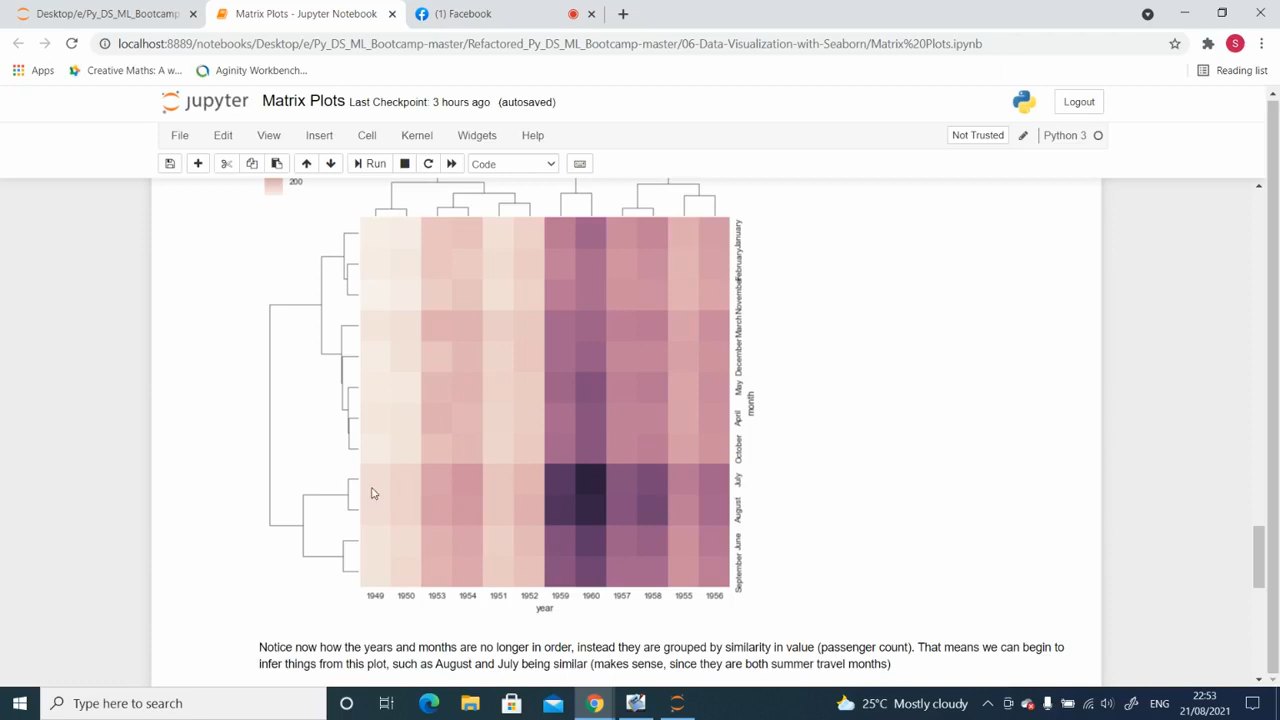 Desktop/e/Py_DS_ML_Bootcamp
Matrix Plots - Jupyter Notebook
(1) Facebook
localhost:8889/notebooks/Desktop/e/Py_DS_ML_Bootcamp-master/Refactored_Py_DS_ML_Bootcamp-master/06-Data-Visualization-with-Seaborn/Matrix%20Plots.ipynb
S
Apps
Creative Maths: A w...
Aginity Workbench...
Reading list
jupyter Matrix Plots Last Checkpoint: 3 hours ago (autosaved)
Logout
File Edit View Insert Cell Kernel Widgets Help
Not Trusted
Python 3
Run
Code
200
January
February
November
March
December
May
April
October
July
August
June
September
month
1949 1950 1953 1954 1951 1952 1959 1960 1957 1958 1955 1956
year
Notice now how the years and months are no longer in order, instead they are grouped by similarity in value (passenger count). That means we can begin to
infer things from this plot, such as August and July being similar (makes sense, since they are both summer travel months)
Type here to search
25°C Mostly cloudy
ENG
22:53
21/08/2021